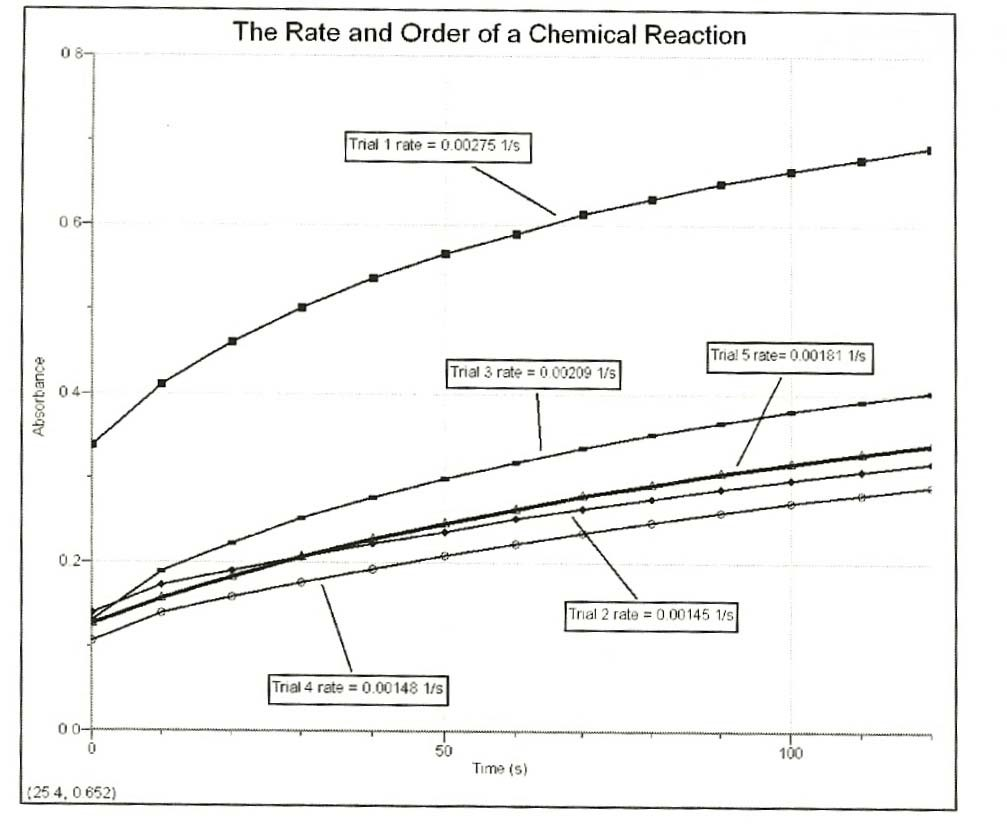 The Rate and Order of a Chemical Reaction
0.8
Trial 1 rate = 0.00275 1/s
0.6
Trial 5 rate= 0.00181 1/s
Trial 3 rate = 0.00209 1/s
0.4
Absorbance
0.2
Trial 2 rate = 0.00145 1/s
Trial 4 rate = 0.00148 1/s
0.0
0 50 100
Time (s)
(25.4, 0.652)